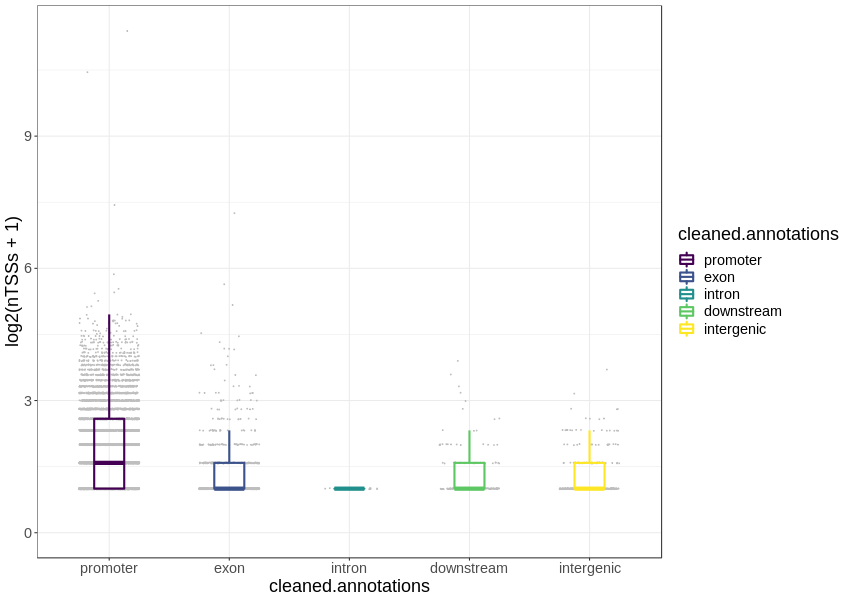 log2(nTSSs + 1)
9
6
3
0
promoter exon intron downstream intergenic
cleaned.annotations
cleaned.annotations
promoter
exon
intron
downstream
intergenic